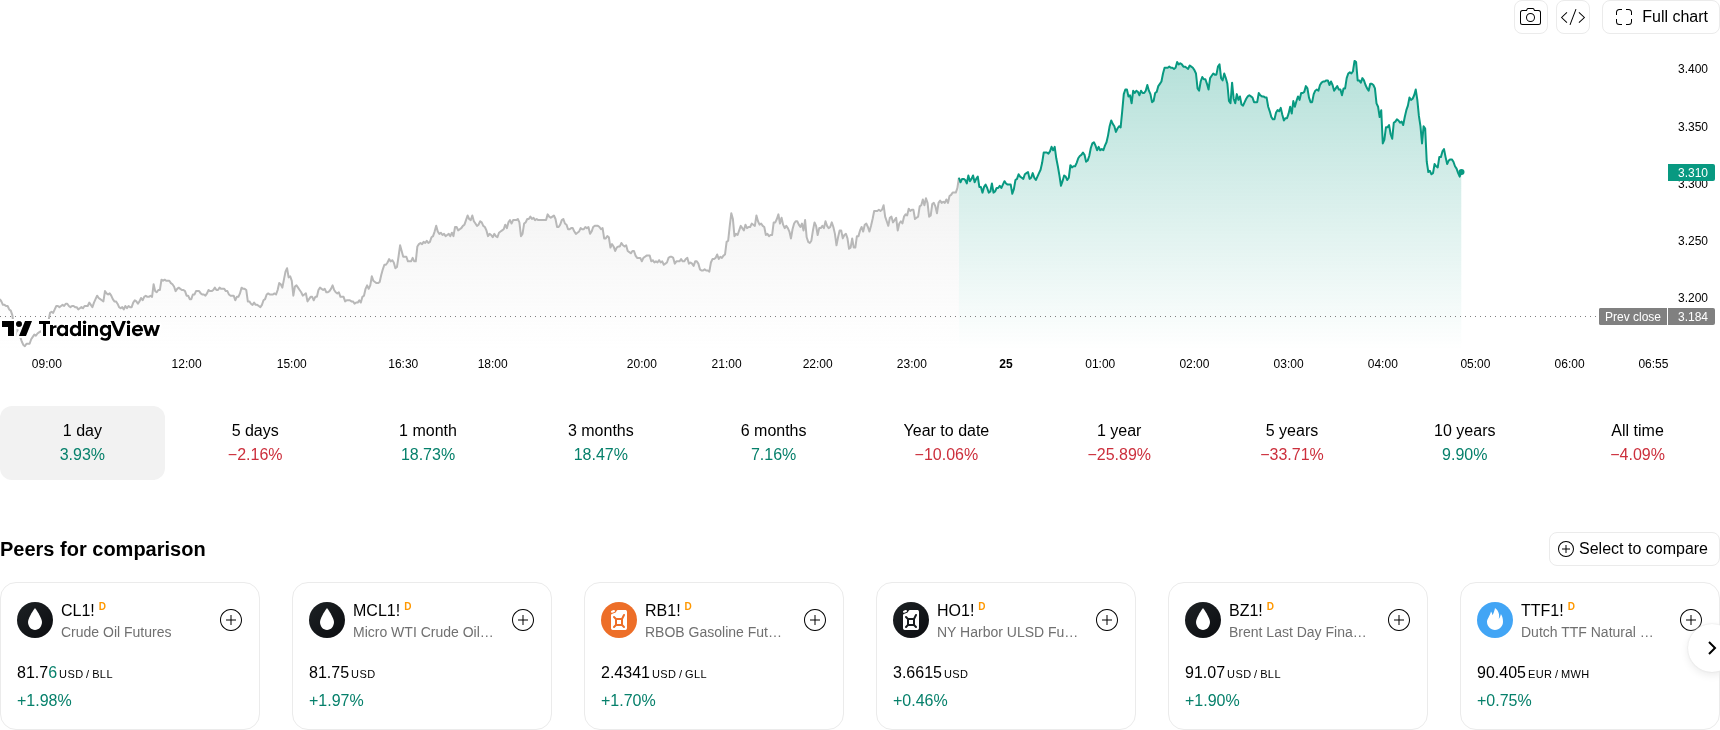 Full chart
3.400
3.350
3.310
3.300
3.250
3.200
Prev close 3.184
TradingView
09:00 12:00 15:00 16:30 18:00 20:00 21:00 22:00 23:00 25 01:00 02:00 03:00 04:00 05:00 06:00 06:55
1 day 5 days 1 month 3 months 6 months Year to date 1 year 5 years 10 years All time
3.93% −2.16% 18.73% 18.47% 7.16% −10.06% −25.89% −33.71% 9.90% −4.09%
Peers for comparison
Select to compare
CL1! D MCL1! D RB1! D HO1! D BZ1! D TTF1! D
Crude Oil Futures Micro WTI Crude Oil… RBOB Gasoline Fut… NY Harbor ULSD Fu… Brent Last Day Fina… Dutch TTF Natural …
81.76 USD / BLL 81.75 USD 2.4341 USD / GLL 3.6615 USD 91.07 USD / BLL 90.405 EUR / MWH
+1.98% +1.97% +1.70% +0.46% +1.90% +0.75%